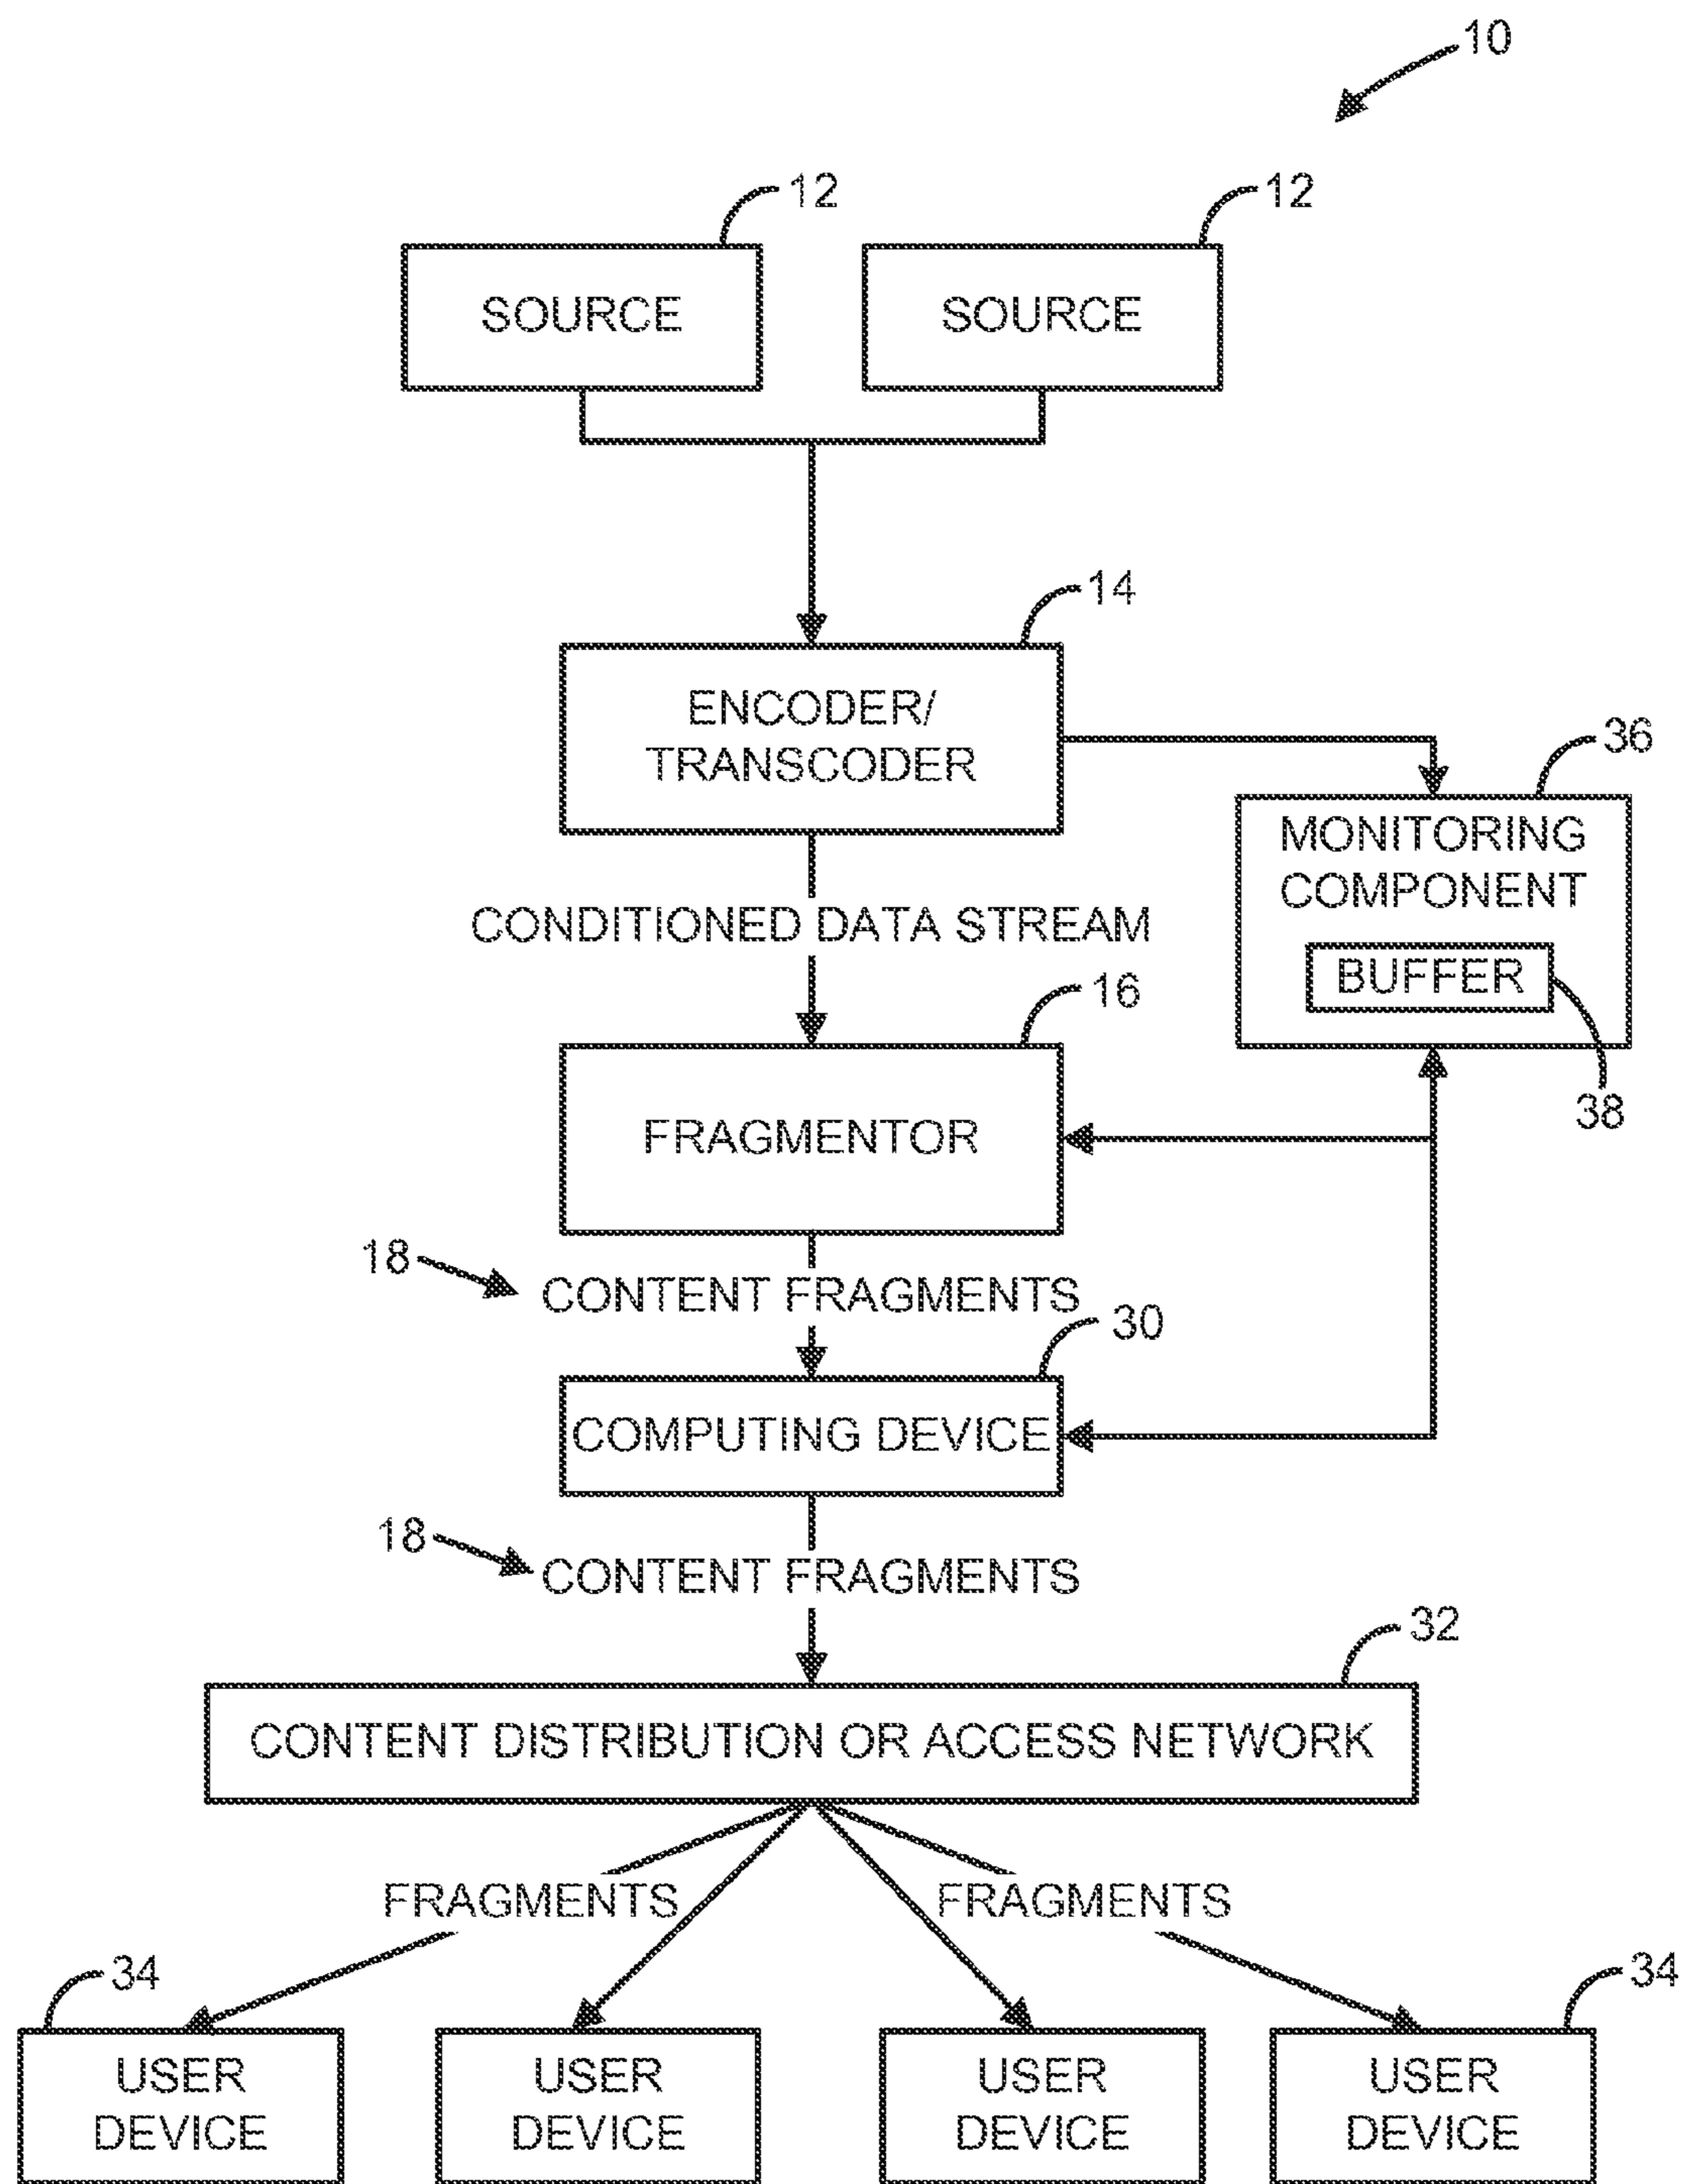 10
12
12
SOURCE
SOURCE
14
ENCODER/
TRANSCODER
36
MONITORING
COMPONENT
BUFFER
38
CONDITIONED DATA STREAM
16
FRAGMENTOR
18
CONTENT FRAGMENTS
30
COMPUTING DEVICE
18
CONTENT FRAGMENTS
32
CONTENT DISTRIBUTION OR ACCESS NETWORK
FRAGMENTS
FRAGMENTS
34
34
USER
DEVICE
USER
DEVICE
USER
DEVICE
USER
DEVICE